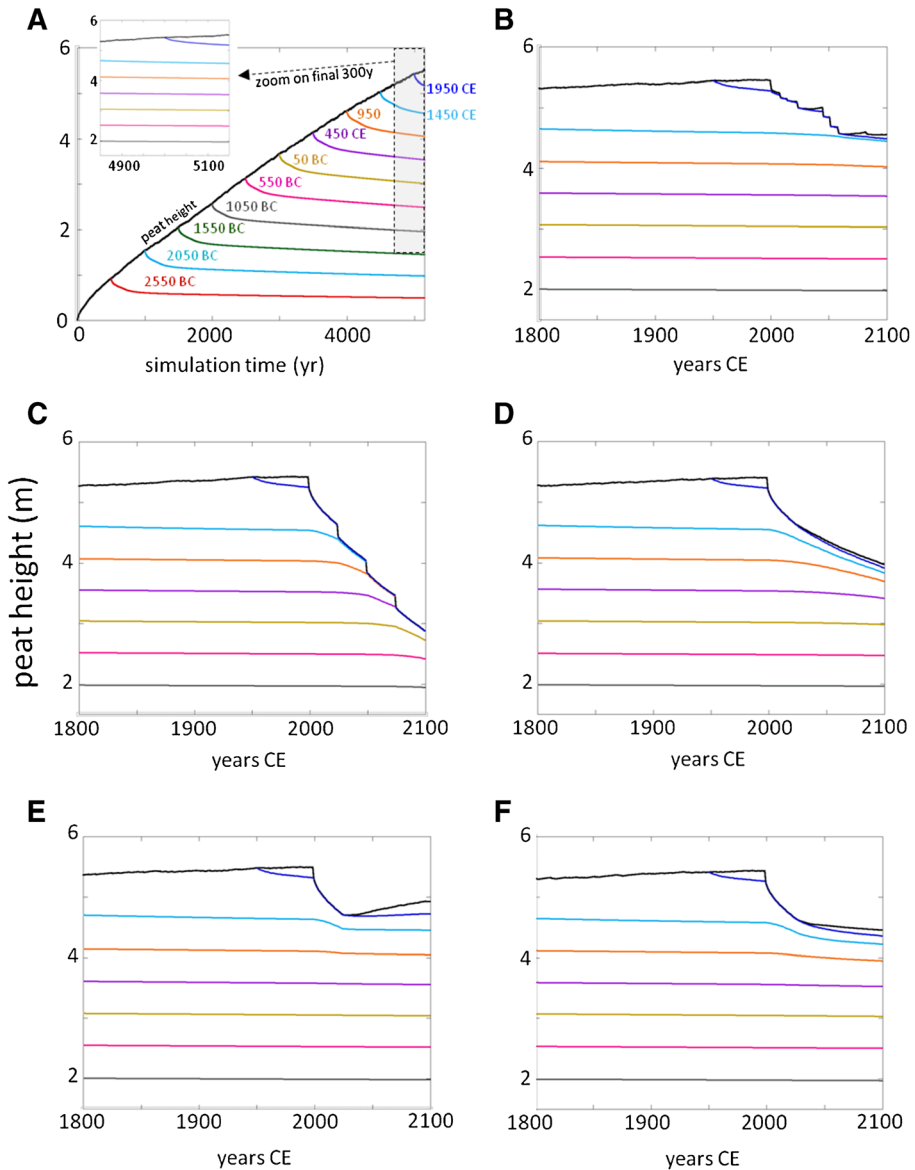 A
6
6
4
2
4900
5100
zoom on final 300y
1950 CE
1450 CE
950
450 CE
50 BC
550 BC
1050 BC
1550 BC
2050 BC
2550 BC
peat height
4
2
0
0
2000
4000
simulation time (yr)
B
6
4
2
1800
1900
2000
2100
years CE
C
6
4
2
1800
1900
2000
2100
years CE
peat height (m)
D
6
4
2
1800
1900
2000
2100
years CE
E
6
4
2
1800
1900
2000
2100
years CE
F
6
4
2
1800
1900
2000
2100
years CE